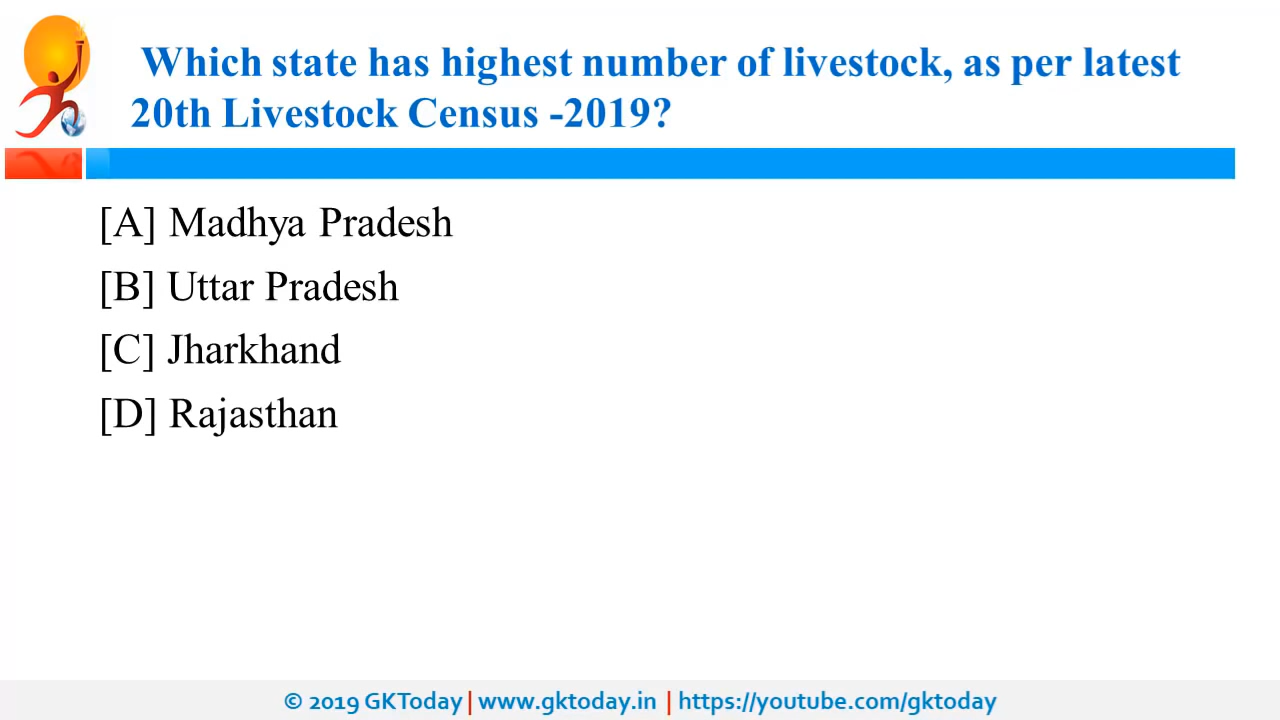 Which state has highest number of livestock, as per latest
20th Livestock Census -2019?
[A] Madhya Pradesh
[B] Uttar Pradesh
[C] Jharkhand
[D] Rajasthan
© 2019 GKToday | www.gktoday.in | https://youtube.com/gktoday